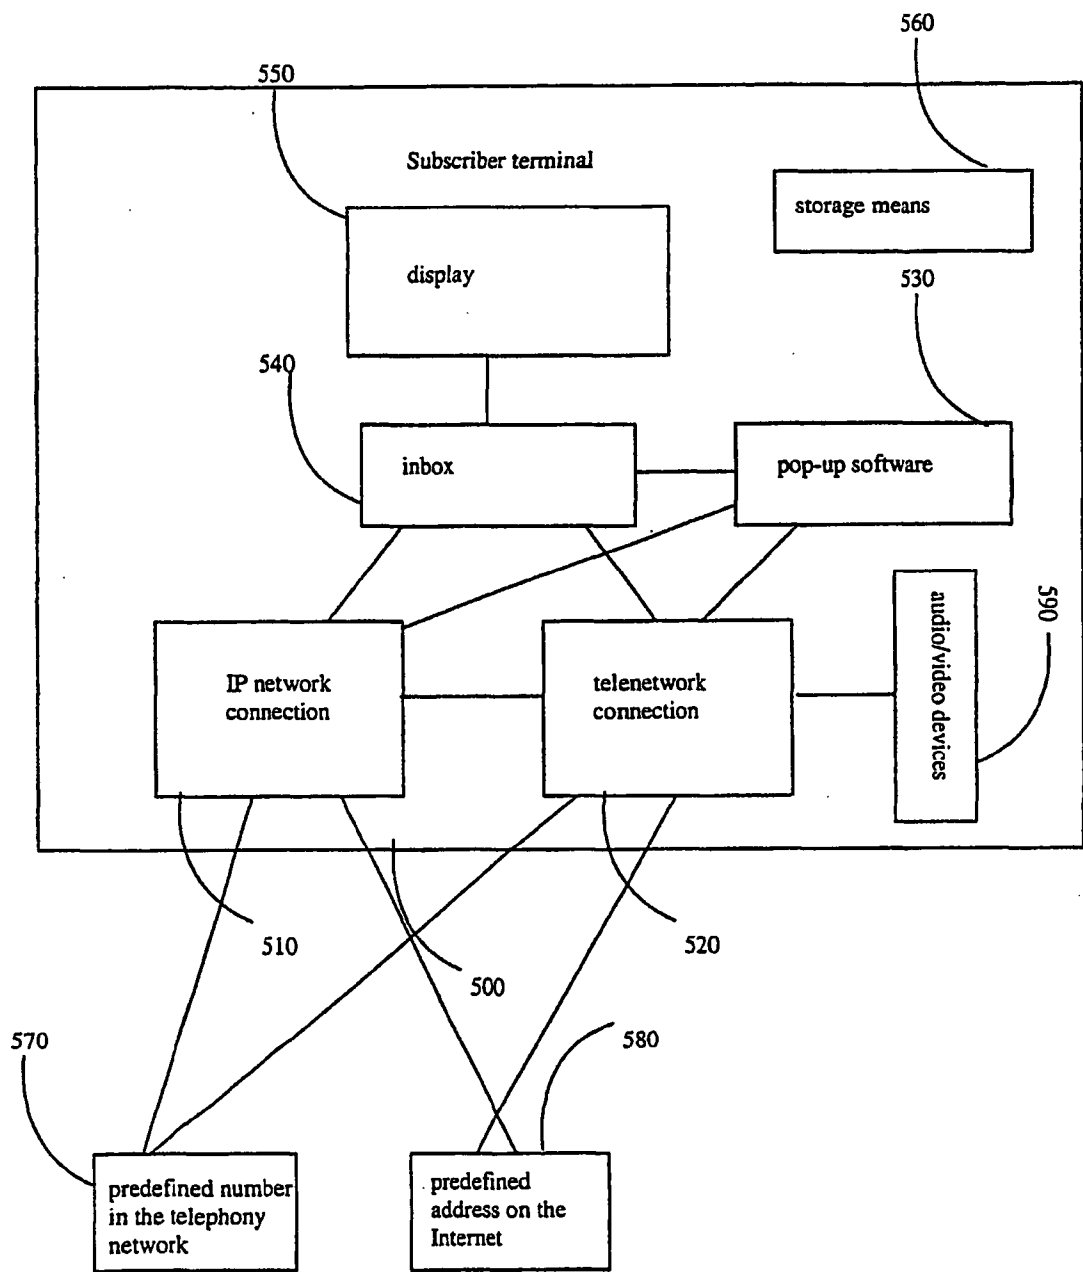 560
550
Subscriber terminal
storage means
display
530
540
inbox
pop-up software
audio/video devices
590
IP network
connection
telenetwork
connection
510
520
500
570
580
predefined number
in the telephony
network
predefined
address on the
Internet